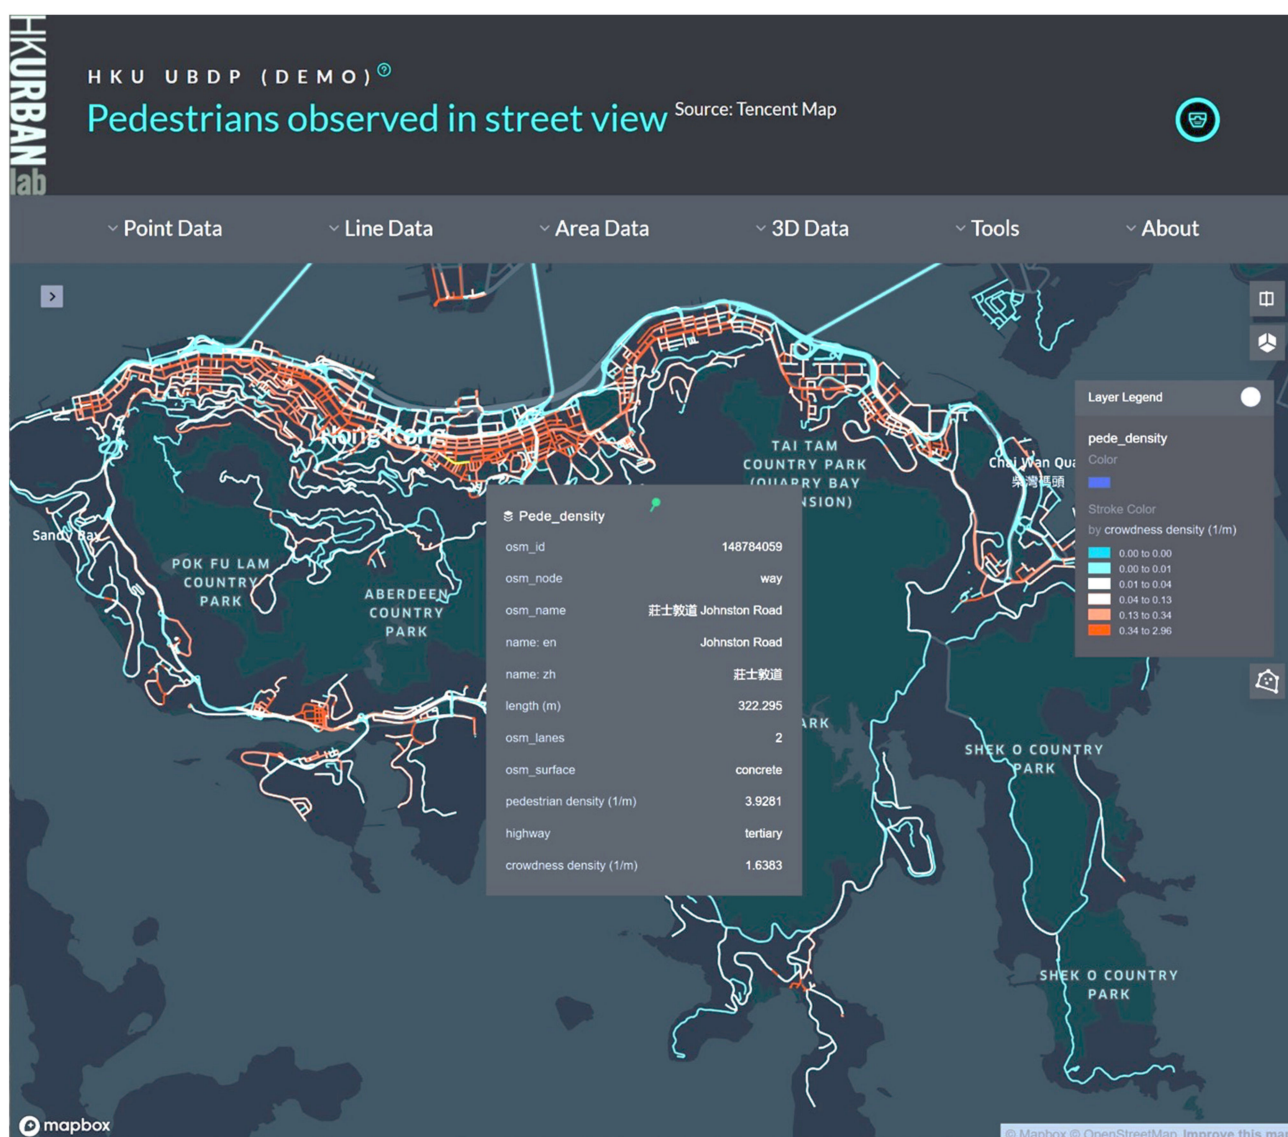 HKURBANlab
HKU UBDP (DEMO)
Pedestrians observed in street view Source: Tencent Map
Point Data
Line Data
Area Data
3D Data
Tools
About
Hong Kong
Sandy Bay
POK FU LAM
COUNTRY
PARK
ABERDEEN
COUNTRY
PARK
TAI TAM
COUNTRY PARK
(QUARRY BAY
NSION)
Chai Wan Qua
柴灣碼頭
ARK
SHEK O COUNTRY
PARK
SHEK O COUNTRY
PARK
Pede_density
osm_id 148784059
osm_node way
osm_name 莊士敦道 Johnston Road
name: en Johnston Road
name: zh 莊士敦道
length (m) 322.295
osm_lanes 2
osm_surface concrete
pedestrian density (1/m) 3.9281
highway tertiary
crowdness density (1/m) 1.6383
Layer Legend
pede_density
Color
Stroke Color
by crowdness density (1/m)
0.00 to 0.00
0.00 to 0.01
0.01 to 0.04
0.04 to 0.13
0.13 to 0.34
0.34 to 2.96
mapbox
© Mapbox © OpenStreetMap Improve this map